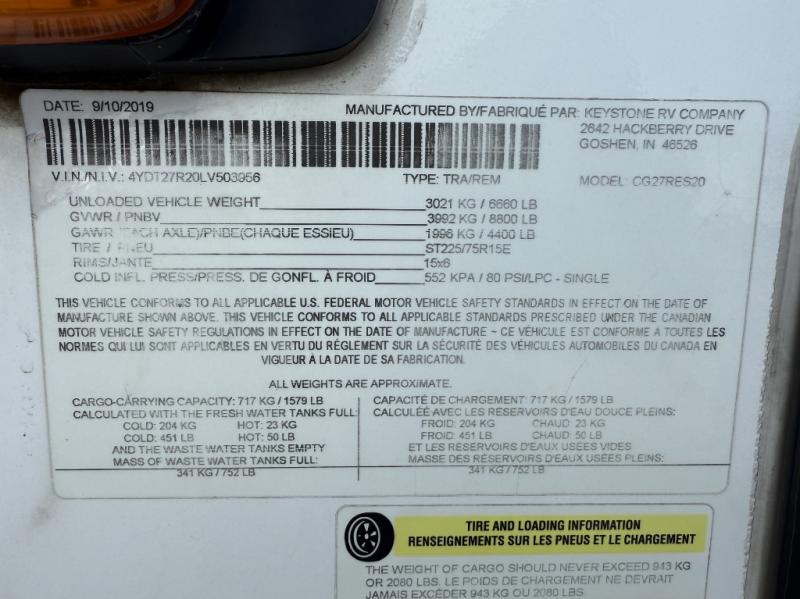 DATE: 9/10/2019 MANUFACTURED BY/FABRIQUÉ PAR: KEYSTONE RV COMPANY
2642 HACKBERRY DRIVE
GOSHEN, IN 46526
V.I.N./N.I.V.: 4YDT27R20LV503956 TYPE: TRA/REM MODEL: CG27RES20
UNLOADED VEHICLE WEIGHT 3021 KG / 6660 LB
GVWR / PNBV 3992 KG / 8800 LB
GAWR (EACH AXLE)/PNBE(CHAQUE ESSIEU) 1996 KG / 4400 LB
TIRE / PNEU ST225/75R15E
RIMS/JANTE 15x6
COLD INFL. PRESS/PRESS. DE GONFL. À FROID 552 KPA / 80 PSI/LPC - SINGLE
THIS VEHICLE CONFORMS TO ALL APPLICABLE U.S. FEDERAL MOTOR VEHICLE SAFETY STANDARDS IN EFFECT ON THE DATE OF
MANUFACTURE SHOWN ABOVE. THIS VEHICLE CONFORMS TO ALL APPLICABLE STANDARDS PRESCRIBED UNDER THE CANADIAN
MOTOR VEHICLE SAFETY REGULATIONS IN EFFECT ON THE DATE OF MANUFACTURE ~ CE VÉHICULE EST CONFORME A TOUTES LES
NORMES QUI LUI SONT APPLICABLES EN VERTU DU RÉGLEMENT SUR LA SÉCURITÉ DES VÉHICULES AUTOMOBILES DU CANADA EN
VIGUEUR À LA DATE DE SA FABRICATION.
ALL WEIGHTS ARE APPROXIMATE.
CARGO-CARRYING CAPACITY: 717 KG / 1579 LB
CALCULATED WITH THE FRESH WATER TANKS FULL:
COLD: 204 KG HOT: 23 KG
COLD: 451 LB HOT: 50 LB
AND THE WASTE WATER TANKS EMPTY
MASS OF WASTE WATER TANKS FULL:
341 KG / 752 LB
CAPACITÉ DE CHARGEMENT: 717 KG / 1579 LB
CALCULÉE AVEC LES RÉSERVOIRS D'EAU DOUCE PLEINS:
FROID: 204 KG CHAUD: 23 KG
FROID: 451 LB CHAUD: 50 LB
ET LES RÉSERVOIRS D'EAUX USÉES VIDES
MASSE DES RÉSERVOIRS D'EAUX USÉES PLEINS:
341 KG / 752 LB
TIRE AND LOADING INFORMATION
RENSEIGNEMENTS SUR LES PNEUS ET LE CHARGEMENT
THE WEIGHT OF CARGO SHOULD NEVER EXCEED 943 KG
OR 2080 LBS. LE POIDS DE CHARGEMENT NE DEVRAIT
JAMAIS EXCÉDER 943 KG OU 2080 LBS.